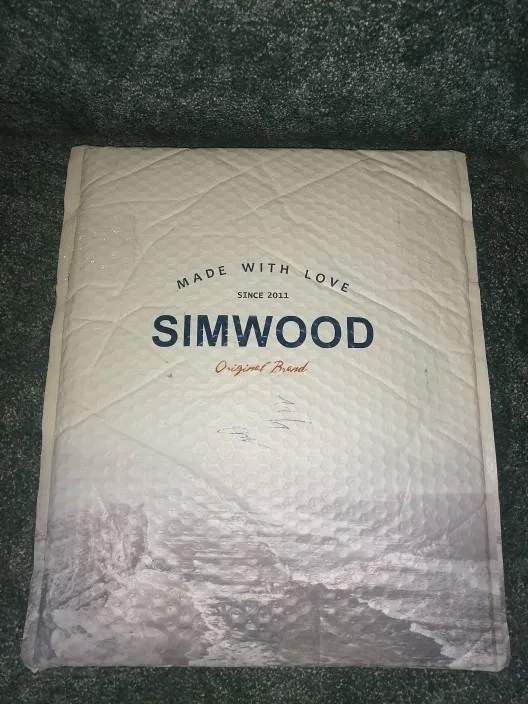 MADE WITH LOVE
SINCE 2011
SIMWOOD
Original Brand